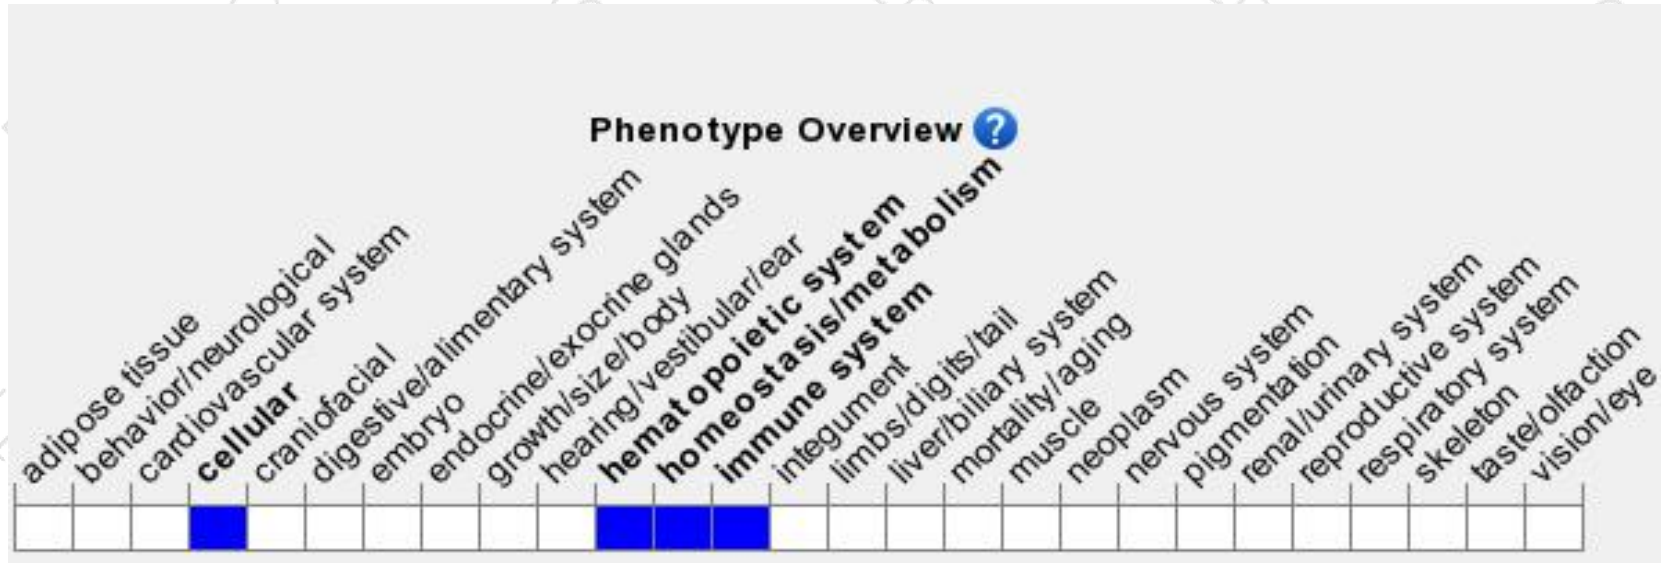 Phenotype Overview ?
adipose tissue
behavior/neurological
cardiovascular system
cellular
craniofacial
digestive/alimentary system
embryo
endocrine/exocrine glands
growth/size/body
hearing/vestibular/ear
hematopoietic system
homeostasis/metabolism
immune system
integument
limbs/digits/tail
liver/biliary system
mortality/aging
muscle
neoplasm
nervous system
pigmentation
renal/urinary system
reproductive system
respiratory system
skeleton
taste/olfaction
vision/eye